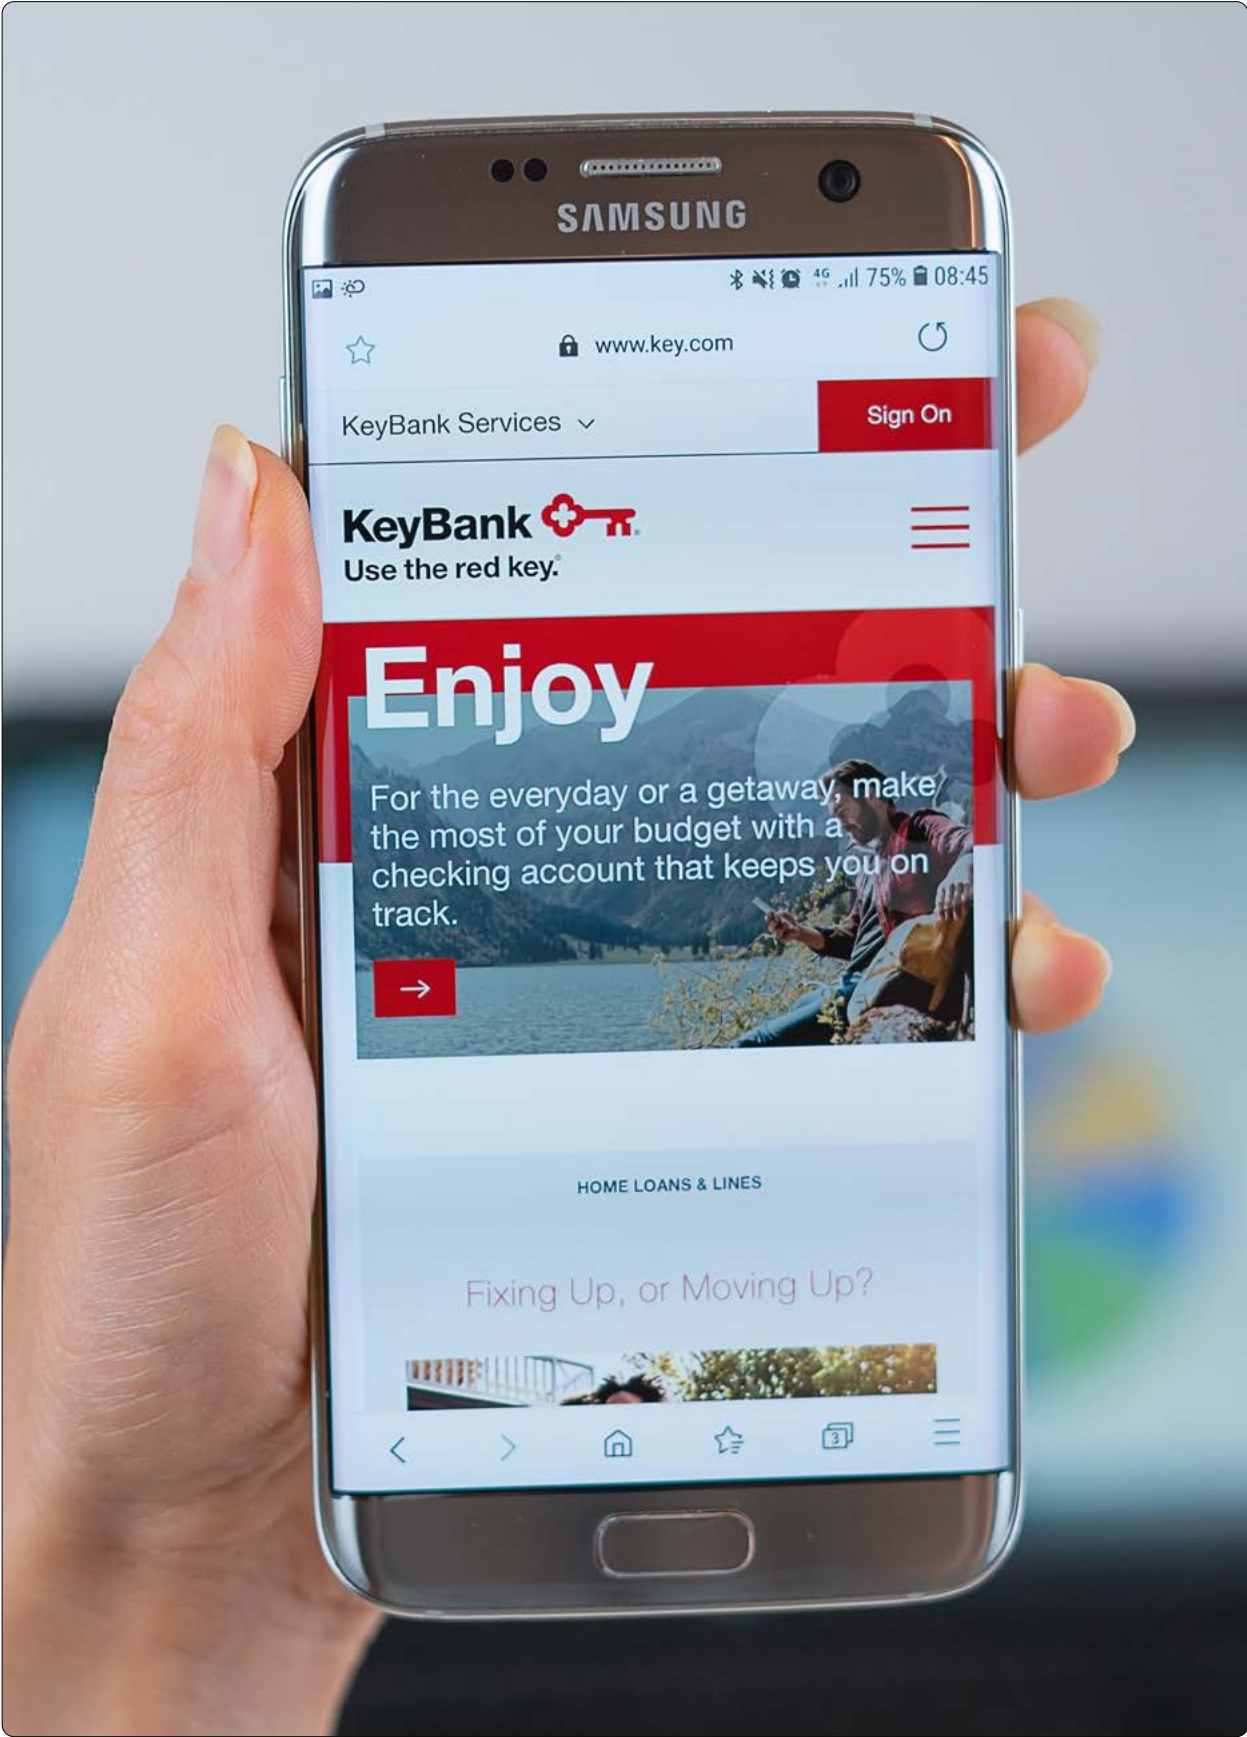 SAMSUNG
4G 75% 08:45
www.key.com
KeyBank Services
Sign On
KeyBank
Use the red key.®
Enjoy
For the everyday or a getaway, make
the most of your budget with a
checking account that keeps you on
track.
HOME LOANS & LINES
Fixing Up, or Moving Up?
3